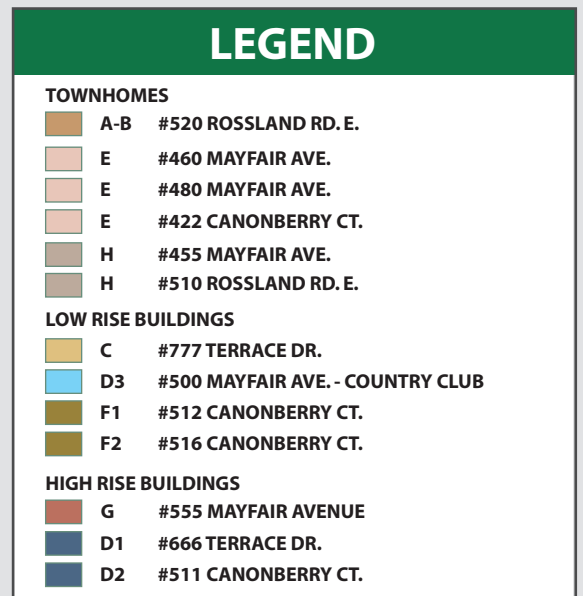 LEGEND
TOWNHOMES
A-B #520 ROSSLAND RD. E.
E #460 MAYFAIR AVE.
E #480 MAYFAIR AVE.
E #422 CANONBERRY CT.
H #455 MAYFAIR AVE.
H #510 ROSSLAND RD. E.
LOW RISE BUILDINGS
C #777 TERRACE DR.
D3 #500 MAYFAIR AVE. - COUNTRY CLUB
F1 #512 CANONBERRY CT.
F2 #516 CANONBERRY CT.
HIGH RISE BUILDINGS
G #555 MAYFAIR AVENUE
D1 #666 TERRACE DR.
D2 #511 CANONBERRY CT.